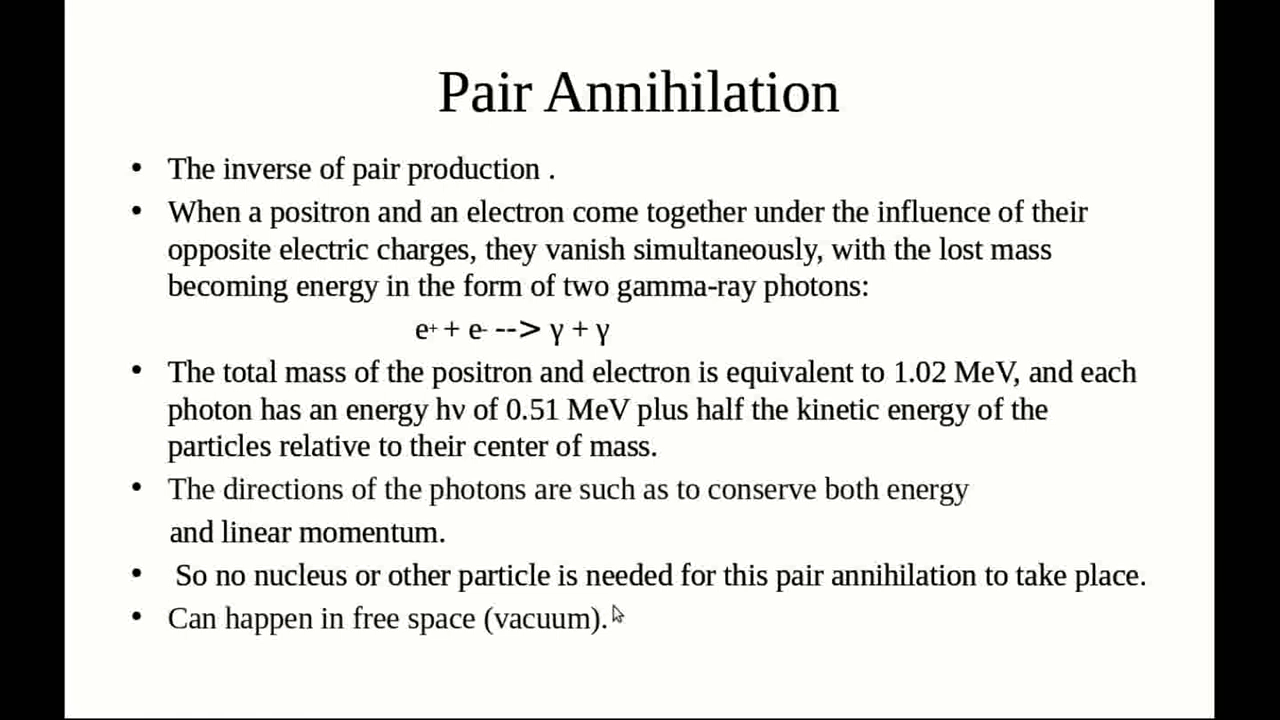 Pair Annihilation
• The inverse of pair production .
• When a positron and an electron come together under the influence of their
opposite electric charges, they vanish simultaneously, with the lost mass
becoming energy in the form of two gamma-ray photons:
e⁺ + e⁻ --> γ + γ
• The total mass of the positron and electron is equivalent to 1.02 MeV, and each
photon has an energy hν of 0.51 MeV plus half the kinetic energy of the
particles relative to their center of mass.
• The directions of the photons are such as to conserve both energy
and linear momentum.
• So no nucleus or other particle is needed for this pair annihilation to take place.
• Can happen in free space (vacuum).